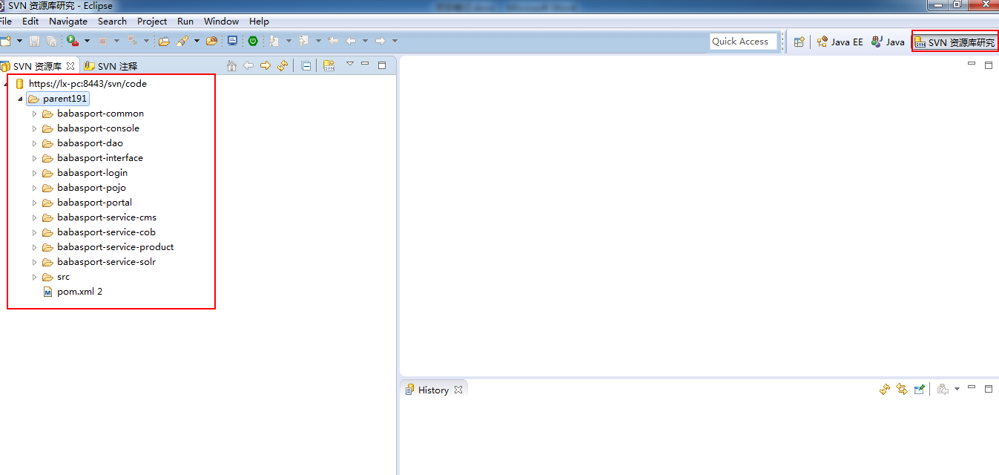 SVN 资源库研究 - Eclipse
File Edit Navigate Search Project Run Window Help
Quick Access
Java EE
Java
SVN 资源库研究
SVN 资源库
SVN 注释
https://lx-pc:8443/svn/code
parent191
babasport-common
babasport-console
babasport-dao
babasport-interface
babasport-login
babasport-pojo
babasport-portal
babasport-service-cms
babasport-service-cob
babasport-service-product
babasport-service-solr
src
pom.xml 2
History